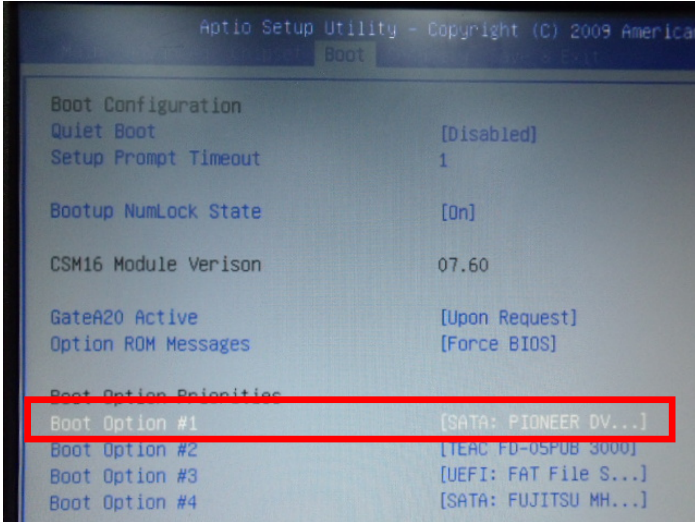 Aptio Setup Utility - Copyright (C) 2009 America
Boot
Boot Configuration
Quiet Boot [Disabled]
Setup Prompt Timeout 1
Bootup NumLock State [On]
CSM16 Module Verison 07.60
GateA20 Active [Upon Request]
Option ROM Messages [Force BIOS]
Boot Option Priorities
Boot Option #1 [SATA: PIONEER DV...]
Boot Option #2 [TEAC FD-05PUB 3000]
Boot Option #3 [UEFI: FAT File S...]
Boot Option #4 [SATA: FUJITSU MH...]